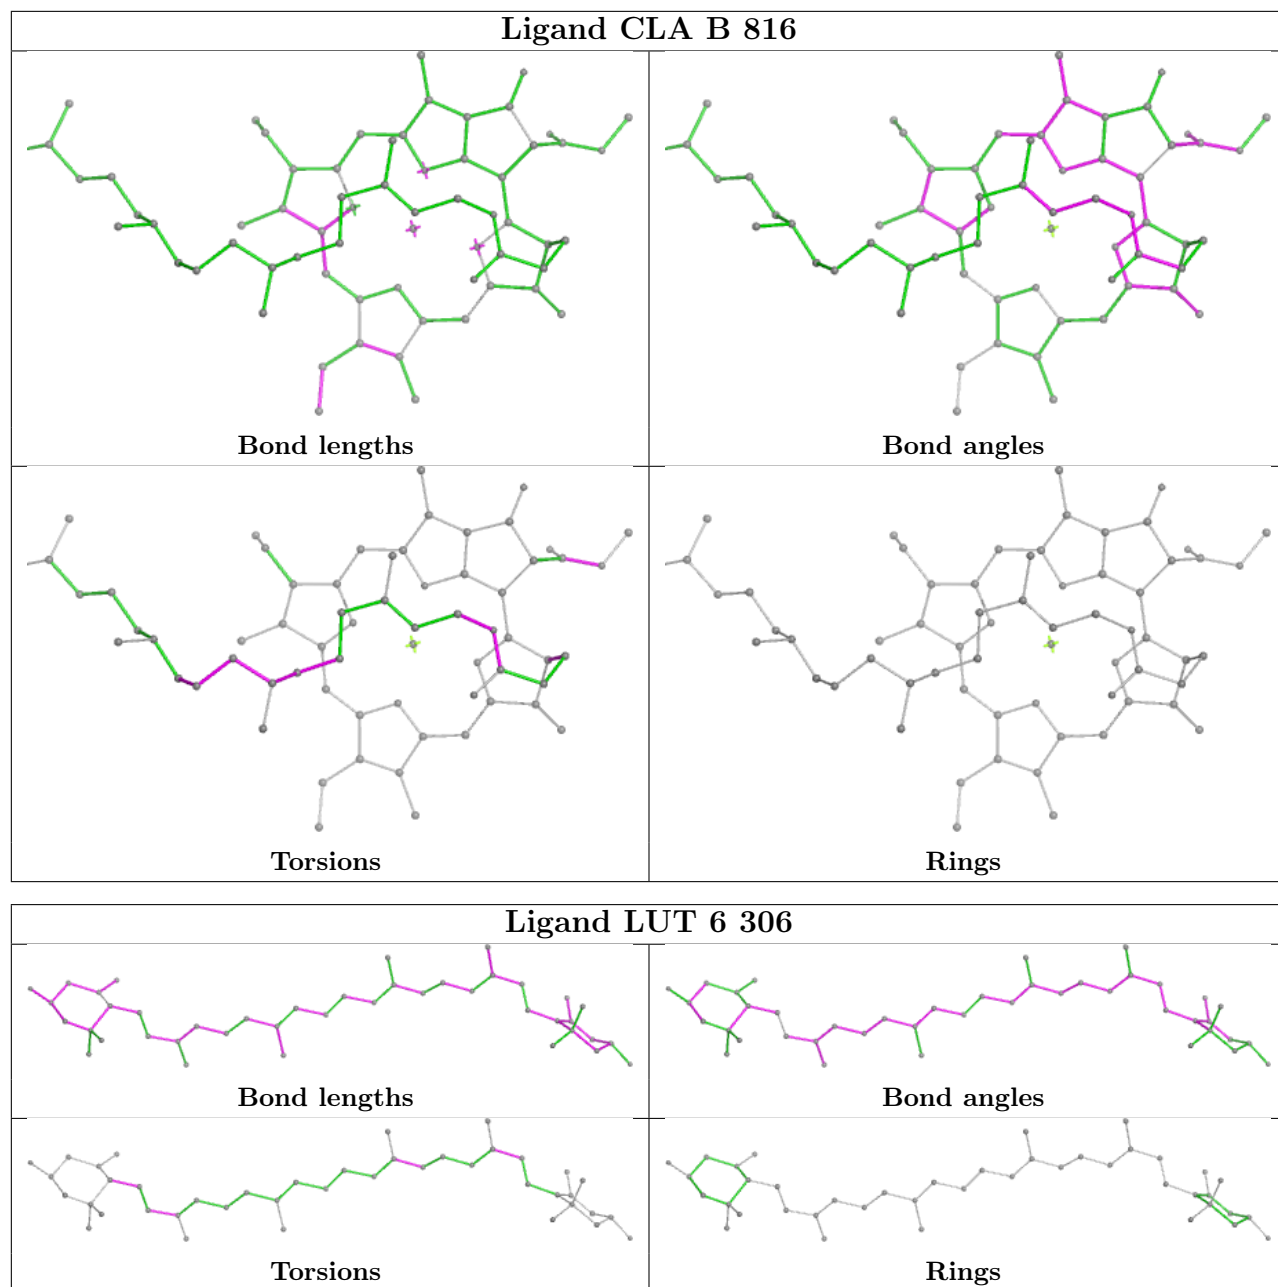 Ligand CLA B 816
Bond lengths
Bond angles
Torsions
Rings
Ligand LUT 6 306
Bond lengths
Bond angles
Torsions
Rings